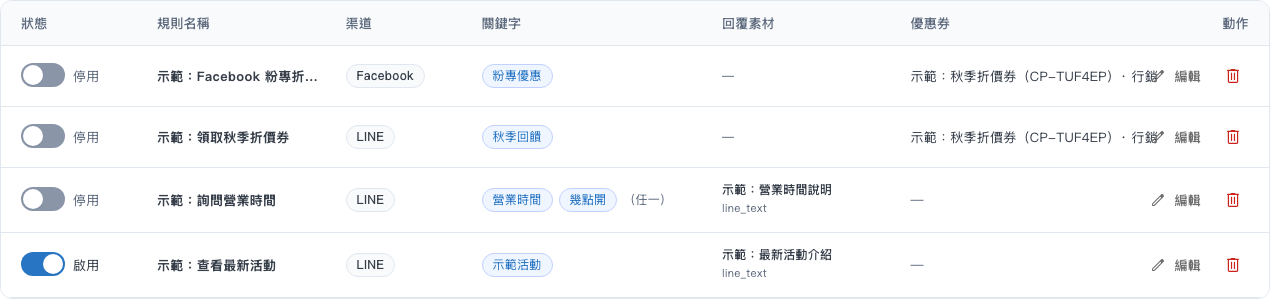 狀態 規則名稱 渠道 關鍵字 回覆素材 優惠券 動作
停用 示範：Facebook 粉專折... Facebook 粉專優惠 — 示範：秋季折價券（CP-TUF4EP）· 行銷 編輯
停用 示範：領取秋季折價券 LINE 秋季回饋 — 示範：秋季折價券（CP-TUF4EP）· 行銷 編輯
停用 示範：詢問營業時間 LINE 營業時間 幾點開 （任一） 示範：營業時間說明 — 編輯
line_text
啟用 示範：查看最新活動 LINE 示範活動 示範：最新活動介紹 — 編輯
line_text